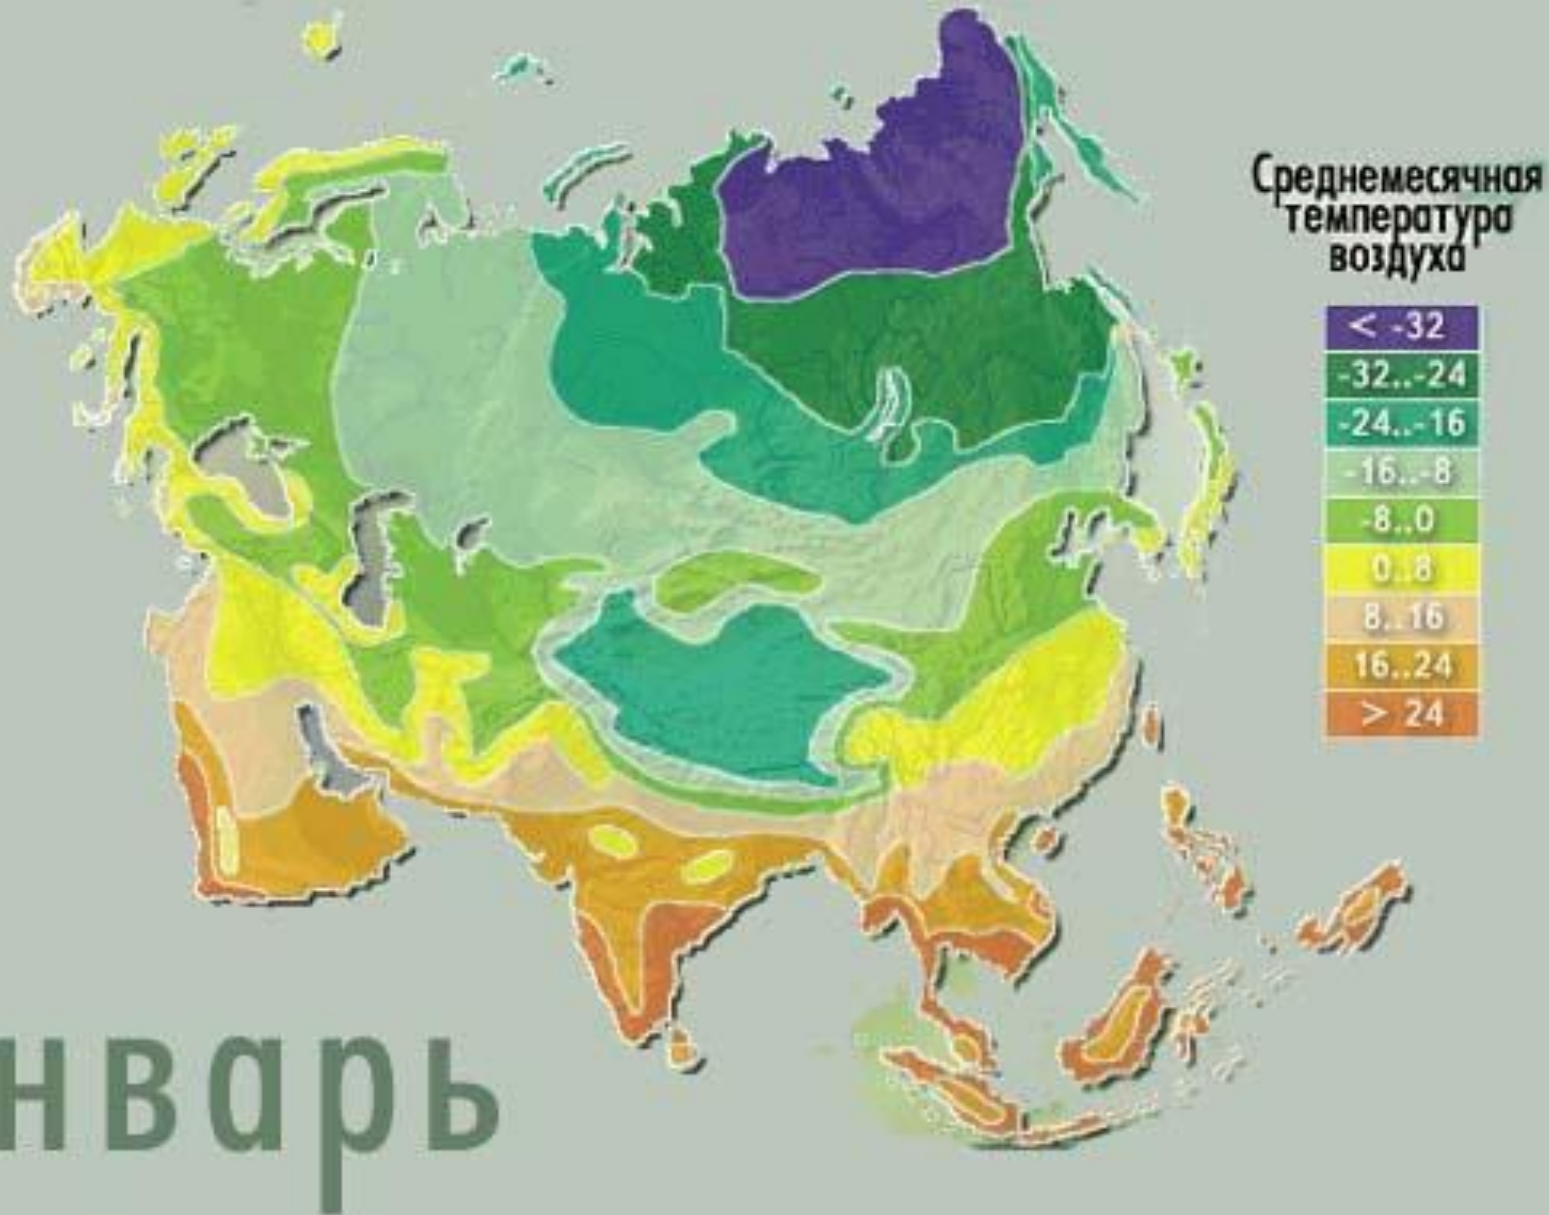 Среднемесячная
температура
воздуха
< -32
-32..-24
-24..-16
-16..-8
-8..0
0..8
8..16
16..24
> 24
нварь